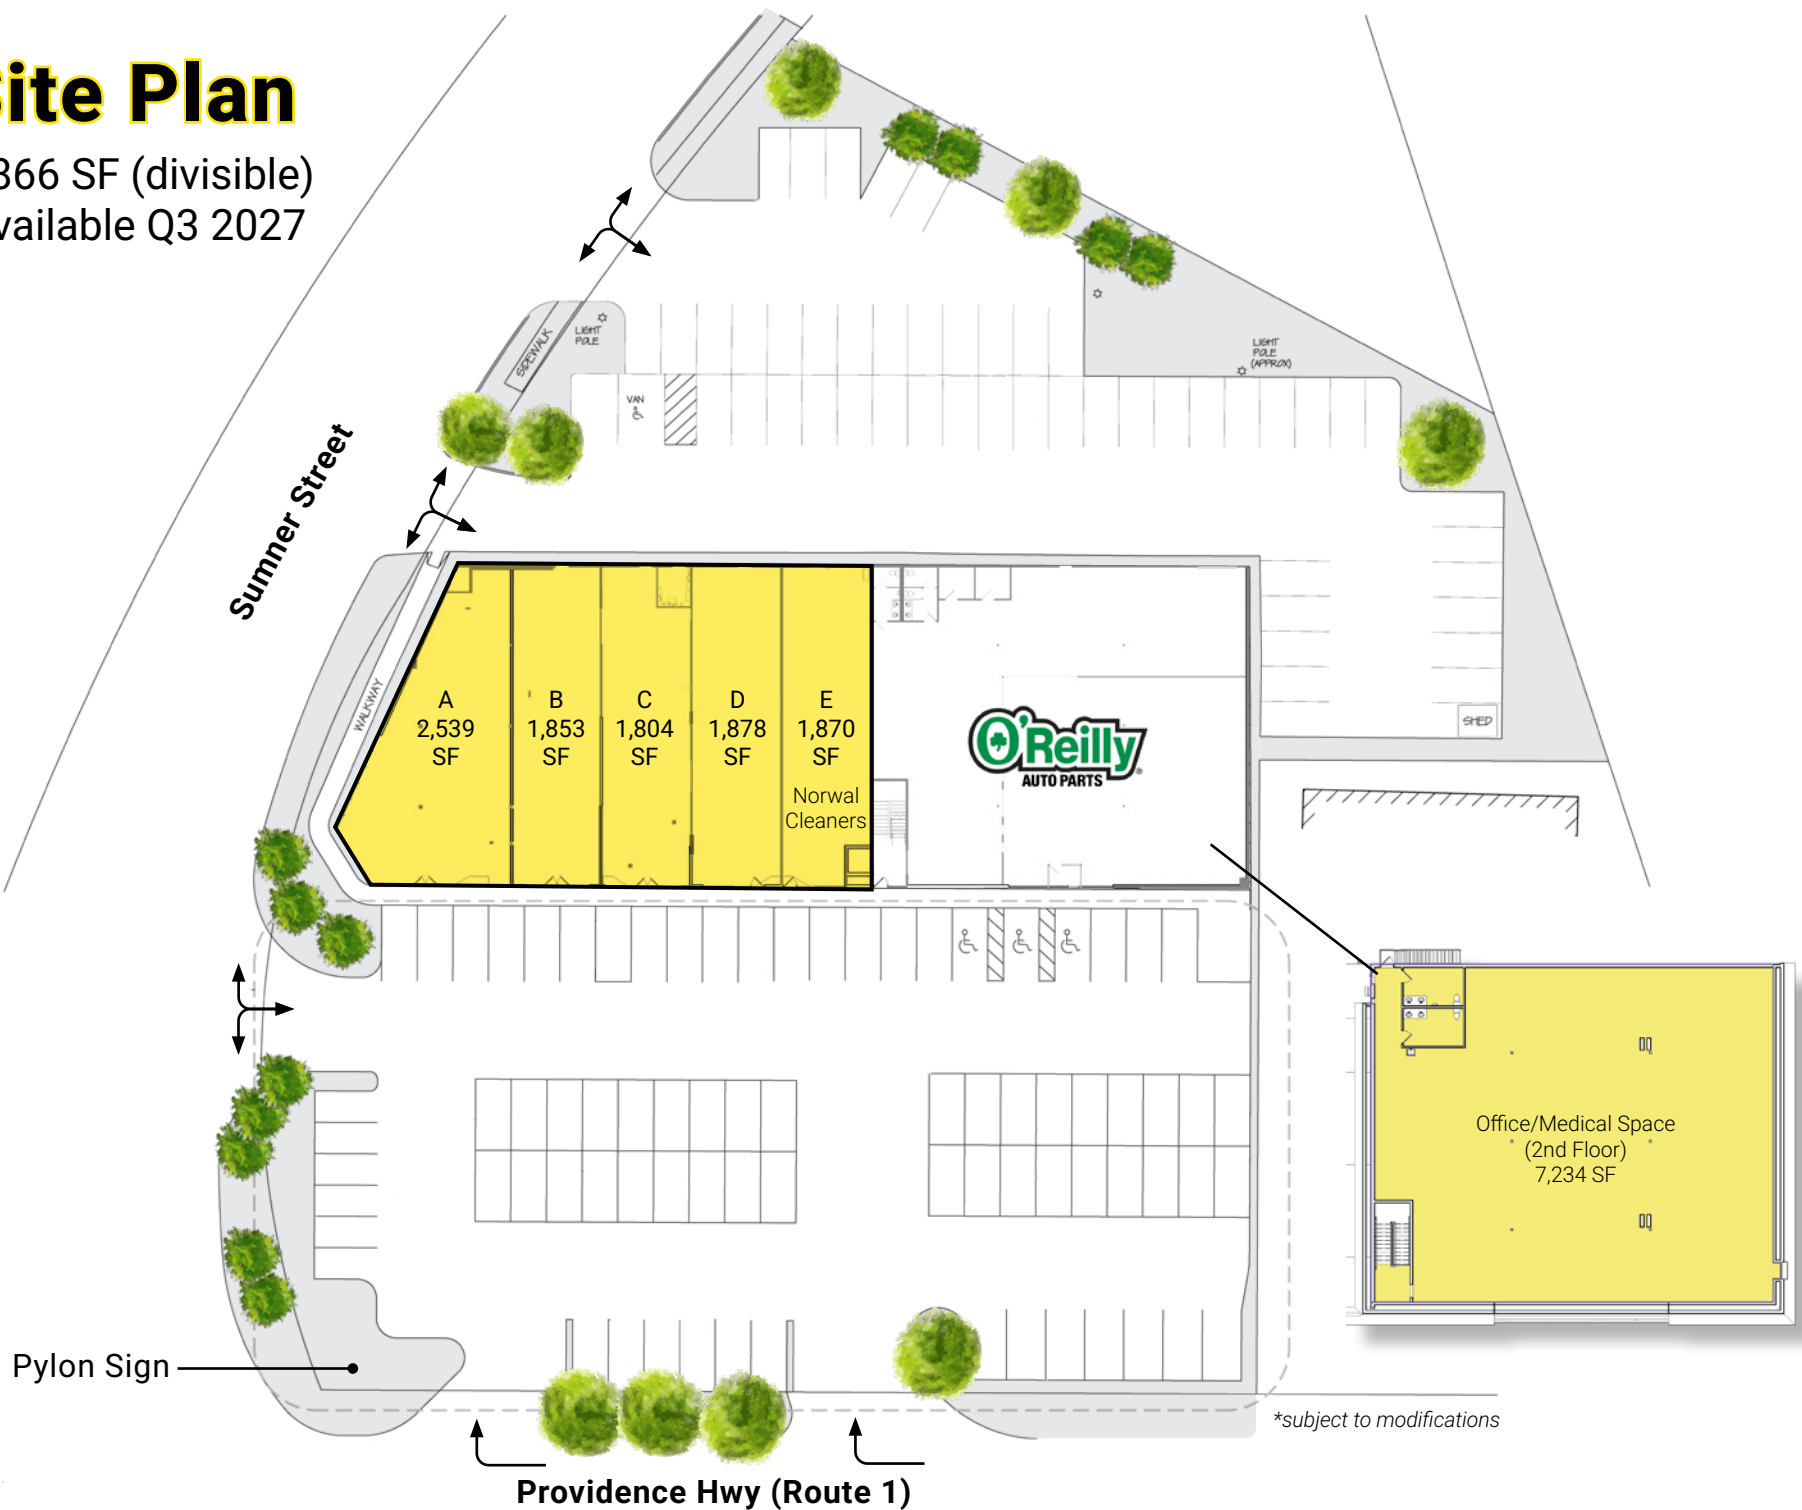 Site Plan
366 SF (divisible)
vailable Q3 2027
SIDEWALK
LIGHT
POLE
LIGHT
POLE
(APPROX)
VAN
Sumner Street
WALKWAY
A
2,539
SF
B
1,853
SF
C
1,804
SF
D
1,878
SF
E
1,870
SF
Norwal
Cleaners
O'Reilly®
AUTO PARTS
SHED
Office/Medical Space
(2nd Floor)
7,234 SF
Pylon Sign
*subject to modifications
Providence Hwy (Route 1)